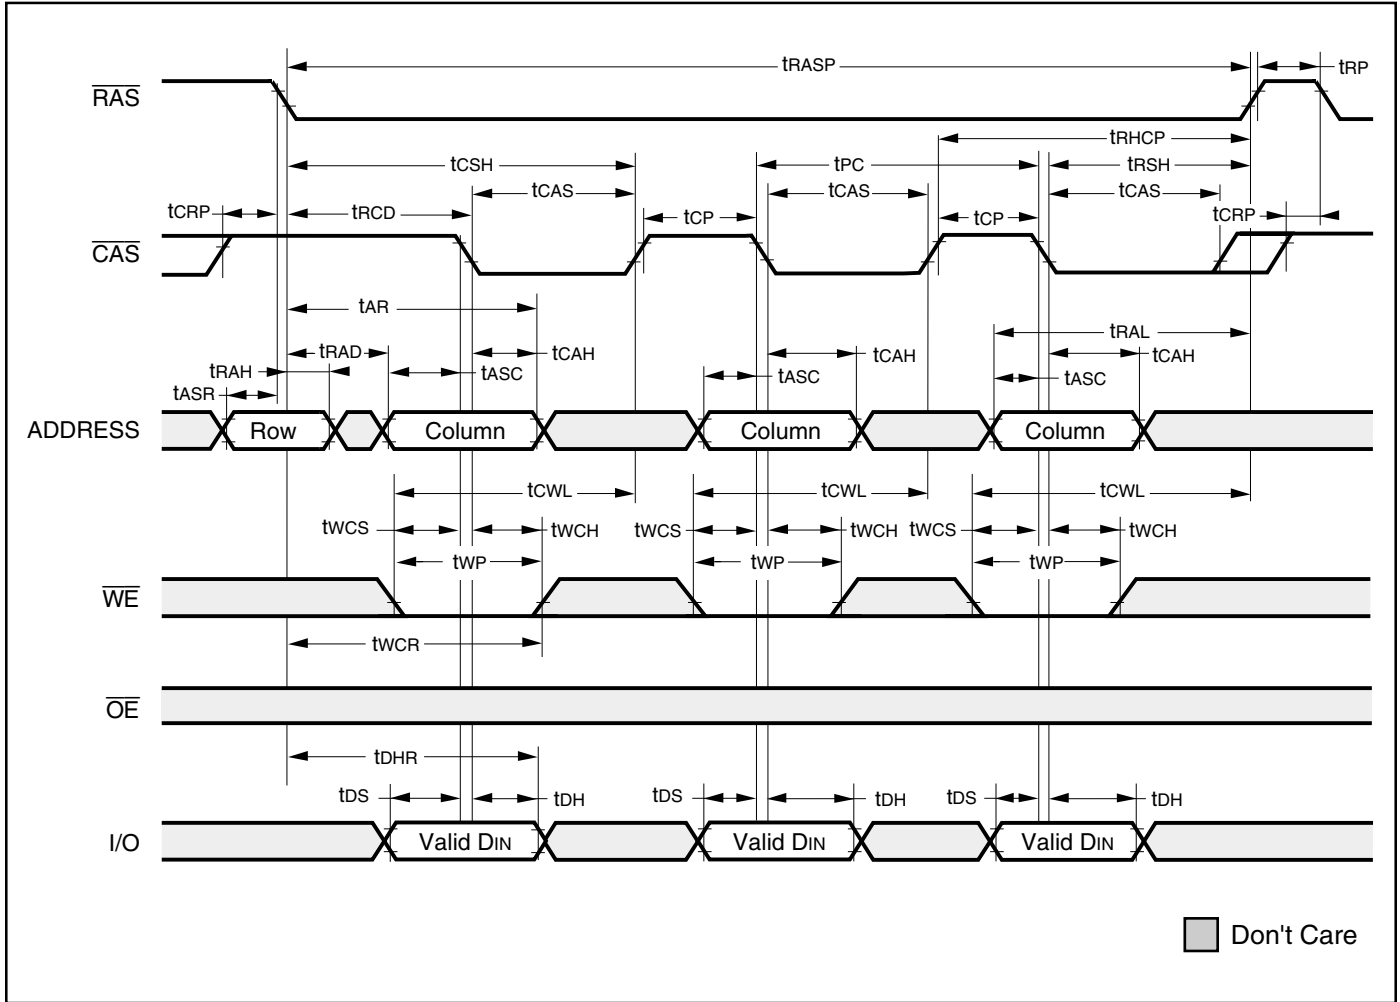 tRASP
tRP
RAS
tRHCP
tCSH
tPC
tRSH
tCAS
tCAS
tCAS
tCRP
tRCD
tCP
tCP
tCRP
CAS
tAR
tRAL
tRAD
tCAH
tCAH
tCAH
tRAH
tASC
tASC
tASC
tASR
ADDRESS
Row
Column
Column
Column
tCWL
tCWL
tCWL
tWCS
tWCH
tWCS
tWCH
tWCS
tWCH
tWP
tWP
tWP
WE
tWCR
OE
tDHR
tDS
tDH
tDS
tDH
tDS
tDH
I/O
Valid DIN
Valid DIN
Valid DIN
Don't Care